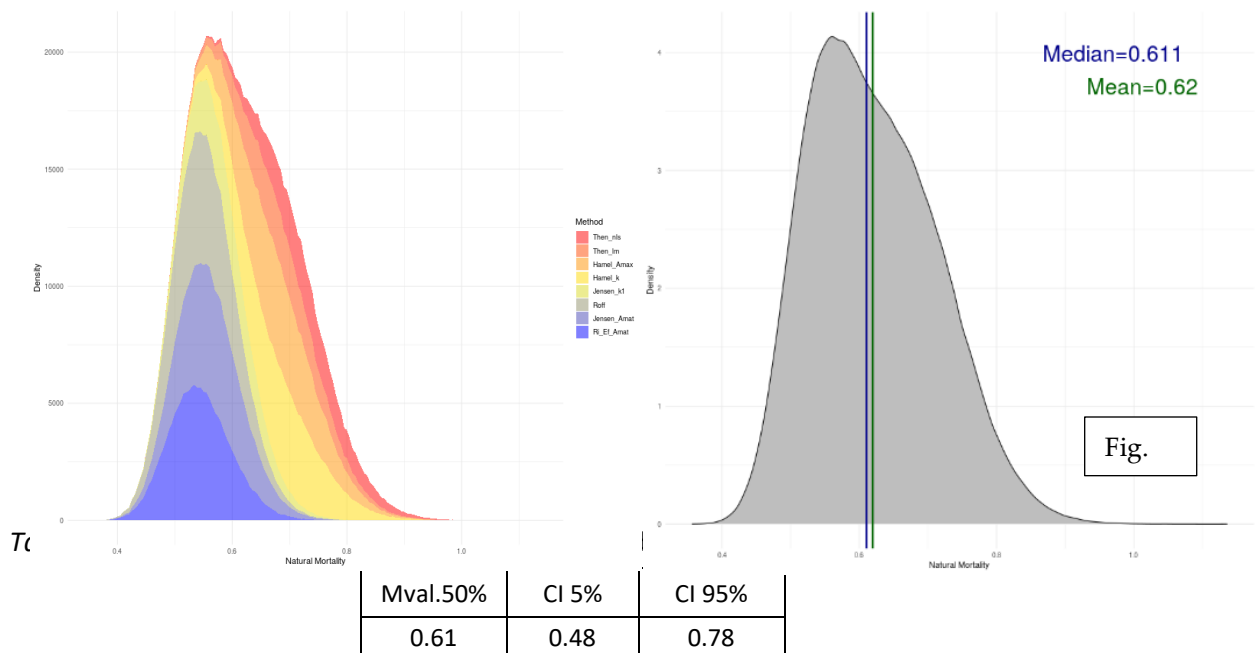 20000
15000
10000
5000
0
Density
0.4
0.6
0.8
1.0
Natural Mortality
Method
Then_nls
Then_lm
Hamel_Amax
Hamel_k
Jensen_k1
Roff
Jensen_Amat
Ri_Ef_Amat
Median=0.611
Mean=0.62
4
3
2
1
0
Density
0.4
0.6
0.8
1.0
Natural Mortality
Fig.
Mval.50% CI 5% CI 95%
0.61 0.48 0.78